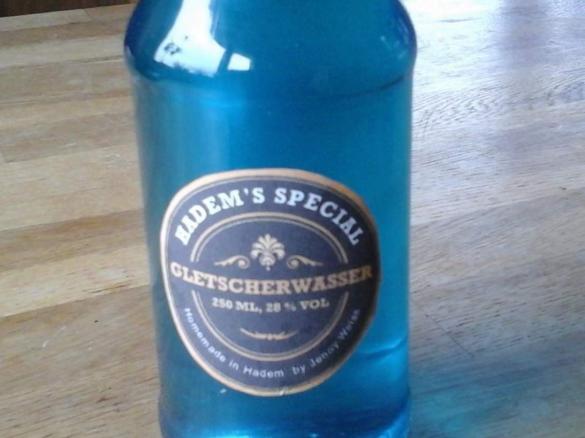 HADEM'S SPECIAL
GLETSCHERWASSER
250 ML, 28 % VOL
Homemade in Hadem by Jenny Weiss